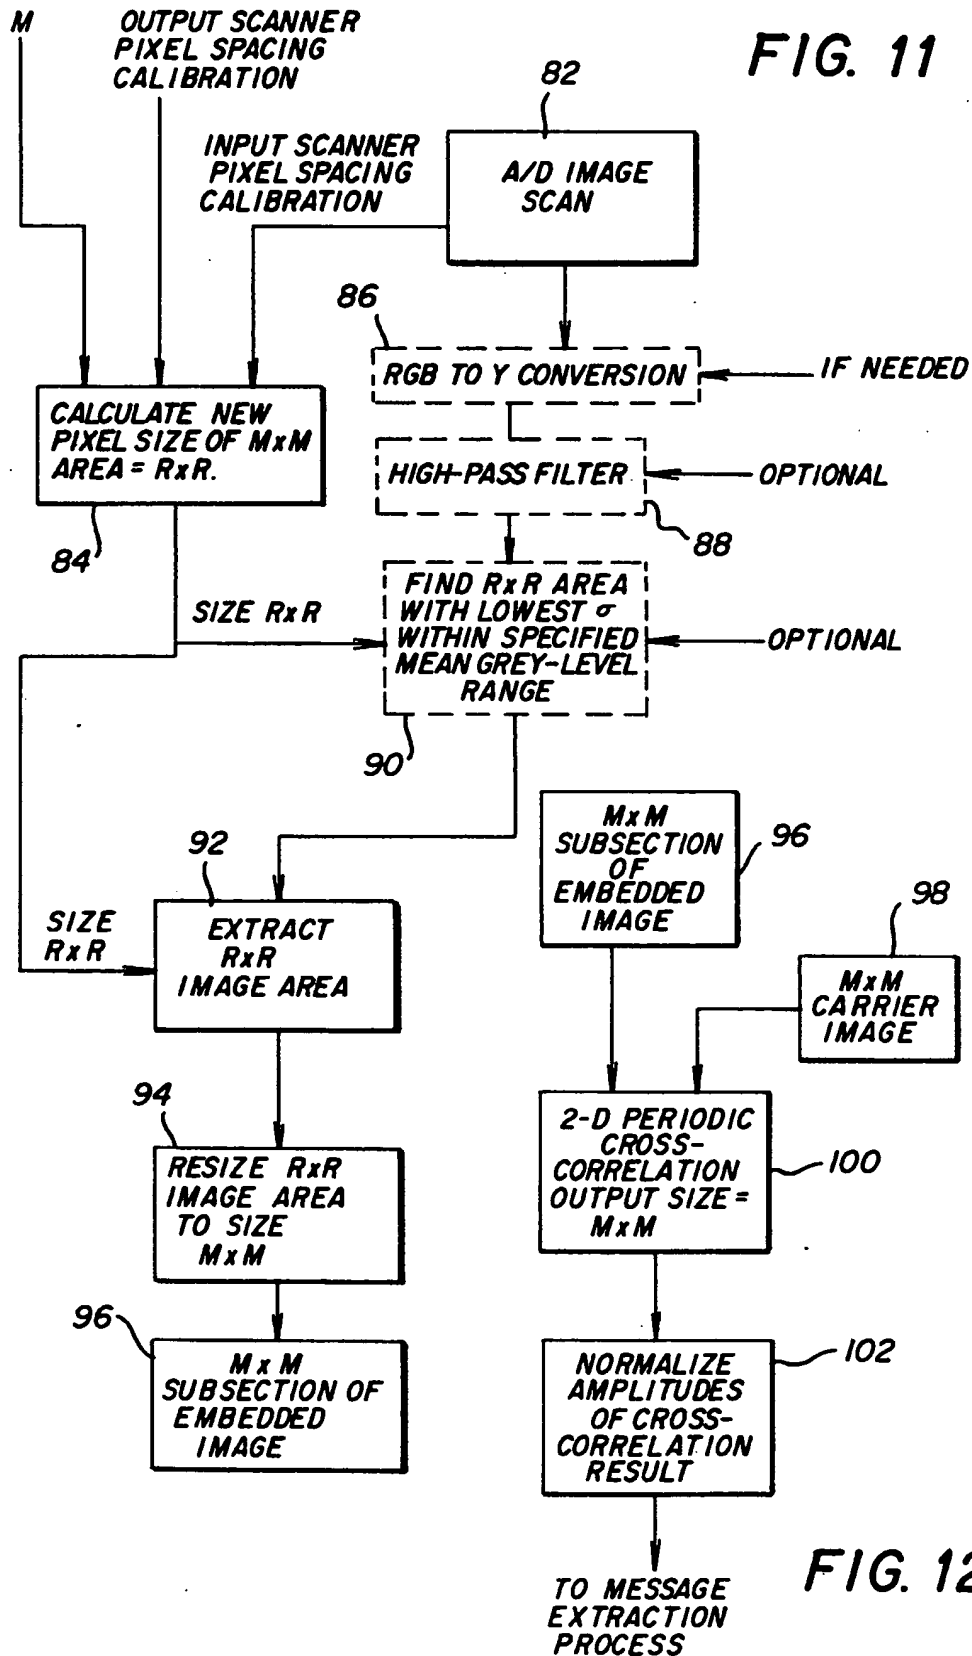 M
OUTPUT SCANNER
PIXEL SPACING
CALIBRATION
FIG. 11
82
INPUT SCANNER
PIXEL SPACING
CALIBRATION
A/D IMAGE
SCAN
86
RGB TO Y CONVERSION
IF NEEDED
CALCULATE NEW
PIXEL SIZE OF MxM
AREA = RxR.
84
HIGH-PASS FILTER
OPTIONAL
88
SIZE RxR
FIND RxR AREA
WITH LOWEST σ
WITHIN SPECIFIED
MEAN GREY-LEVEL
RANGE
OPTIONAL
90
92
SIZE
RxR
EXTRACT
RxR
IMAGE AREA
94
RESIZE RxR
IMAGE AREA
TO SIZE
MxM
96
MxM
SUBSECTION OF
EMBEDDED
IMAGE
MxM
SUBSECTION
OF
EMBEDDED
IMAGE
96
98
MxM
CARRIER
IMAGE
2-D PERIODIC
CROSS-
CORRELATION
OUTPUT SIZE =
MxM
100
NORMALIZE
AMPLITUDES
OF CROSS-
CORRELATION
RESULT
102
TO MESSAGE
EXTRACTION
PROCESS
FIG. 12